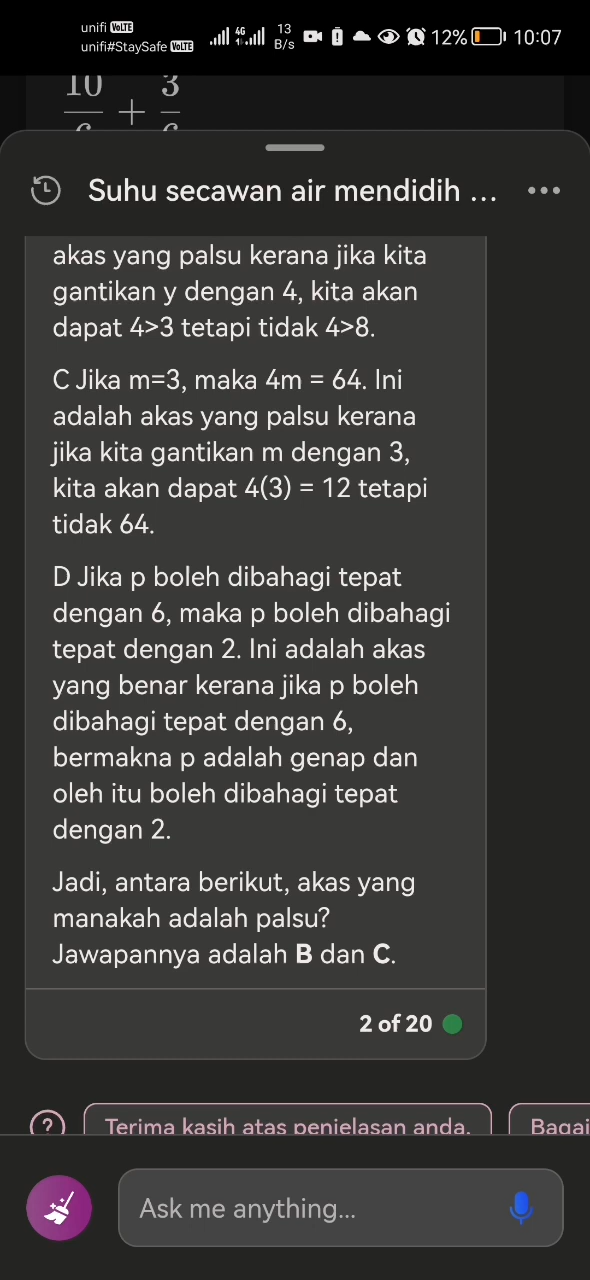 unifi VoLTE
unifi#StaySafe VoLTE
4G
13
B/s
12%
10:07
10
3
+
Suhu secawan air mendidih ...
akas yang palsu kerana jika kita
gantikan y dengan 4, kita akan
dapat 4>3 tetapi tidak 4>8.
C Jika m=3, maka 4m = 64. Ini
adalah akas yang palsu kerana
jika kita gantikan m dengan 3,
kita akan dapat 4(3) = 12 tetapi
tidak 64.
D Jika p boleh dibahagi tepat
dengan 6, maka p boleh dibahagi
tepat dengan 2. Ini adalah akas
yang benar kerana jika p boleh
dibahagi tepat dengan 6,
bermakna p adalah genap dan
oleh itu boleh dibahagi tepat
dengan 2.
Jadi, antara berikut, akas yang
manakah adalah palsu?
Jawapannya adalah B dan C.
2 of 20
? Terima kasih atas penjelasan anda. Bagai
Ask me anything...